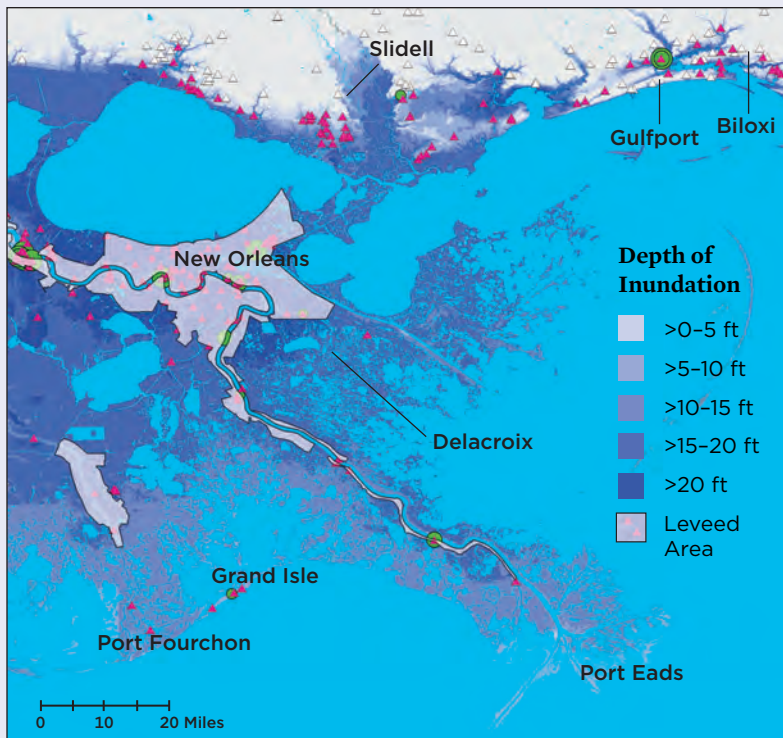 Slidell
Gulfport
Biloxi
New Orleans
Depth of
Inundation
>0–5 ft
>5–10 ft
>10–15 ft
>15–20 ft
>20 ft
Leveed
Area
Delacroix
Grand Isle
Port Fourchon
Port Eads
0 10 20 Miles